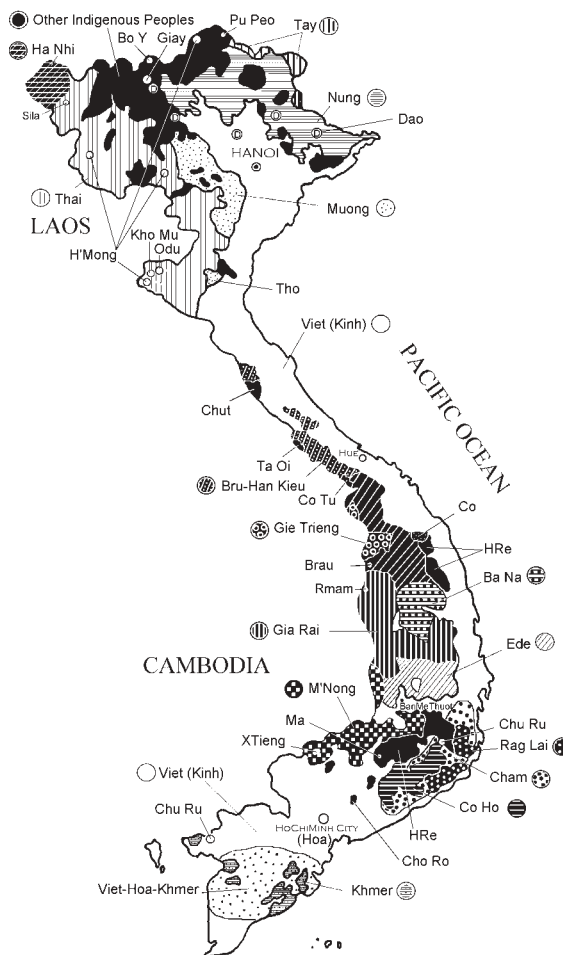 Other Indigenous Peoples
Pu Peo
Bo Y
Giay
Tay
Ha Nhi
Sila
Nung
Dao
HANOI
Thai
Muong
LAOS
Kho Mu
Odu
H'Mong
Tho
Viet (Kinh)
PACIFIC OCEAN
Chut
Ta Oi
HUE
Bru-Han Kieu
Co Tu
Co
Gie Trieng
HRe
Brau
Ba Na
Rmam
Gia Rai
Ede
CAMBODIA
M'Nong
BanMeThuot
Ma
Chu Ru
XTieng
Rag Lai
Cham
Viet (Kinh)
Co Ho
Chu Ru
HOCHIMINH CITY
(Hoa)
HRe
Cho Ro
Viet-Hoa-Khmer
Khmer